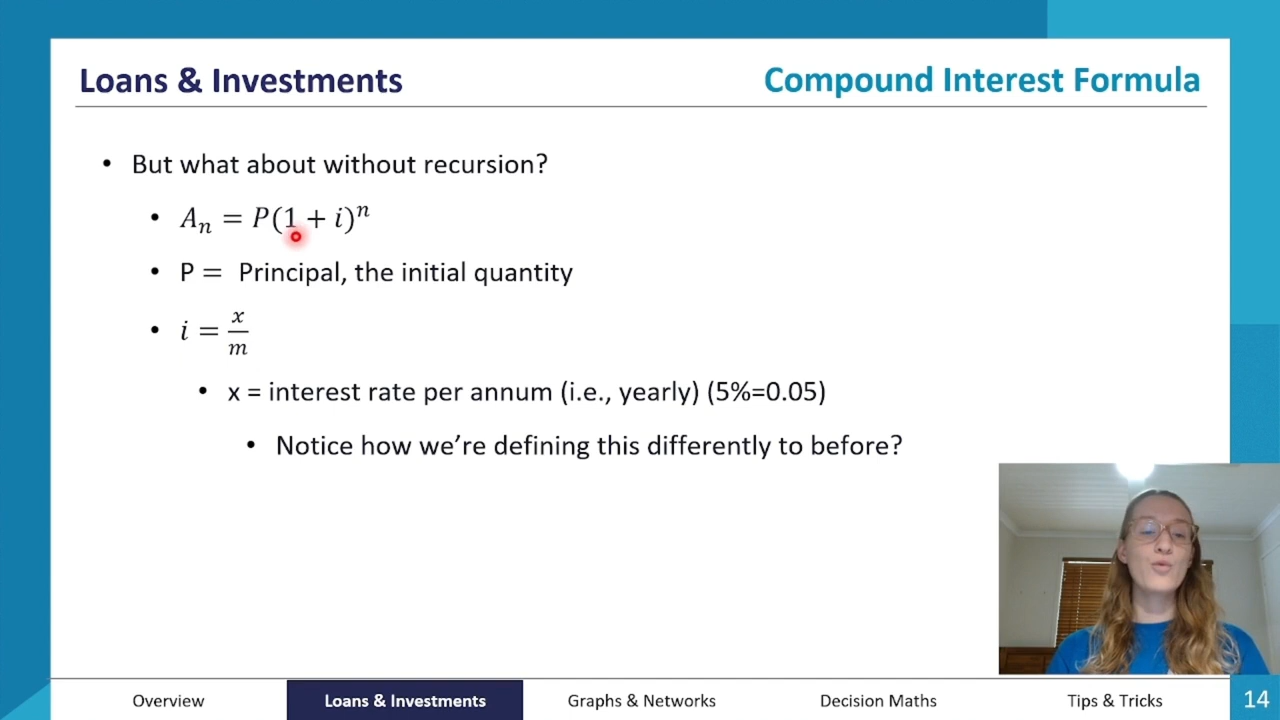 Loans & Investments
Compound Interest Formula
• But what about without recursion?
• Aₙ = P(1 + i)ⁿ
• P = Principal, the initial quantity
• i = x/m
• x = interest rate per annum (i.e., yearly) (5%=0.05)
• Notice how we’re defining this differently to before?
Overview
Loans & Investments
Graphs & Networks
Decision Maths
Tips & Tricks
14